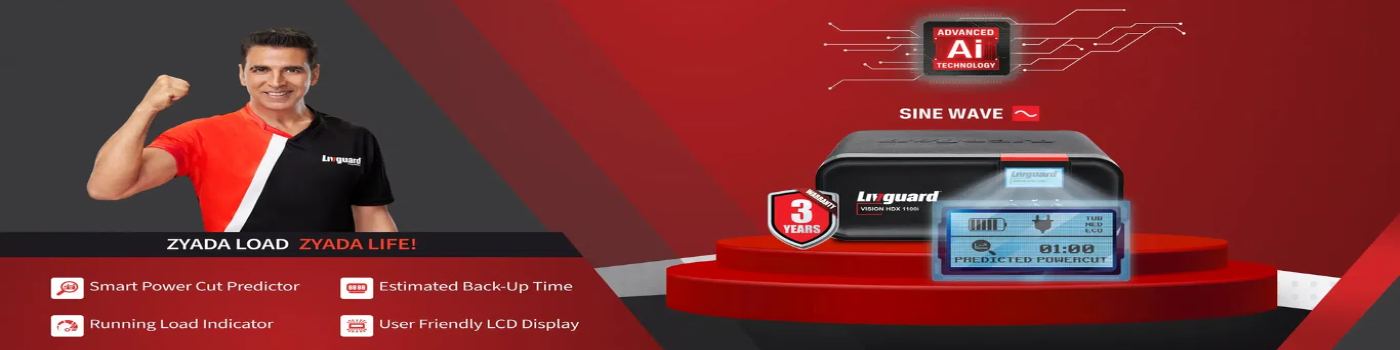 Livguard
ZYADA LOAD ZYADA LIFE!
Smart Power Cut Predictor
Estimated Back-Up Time
Running Load Indicator
User Friendly LCD Display
ADVANCED
Ai
TECHNOLOGY
SINE WAVE
Livguard
Livguard
Livguard
VISION HDX 1100i
WARRANTY
3
YEARS
TUB
MED
ECO
01:00
PREDICTED POWERCUT